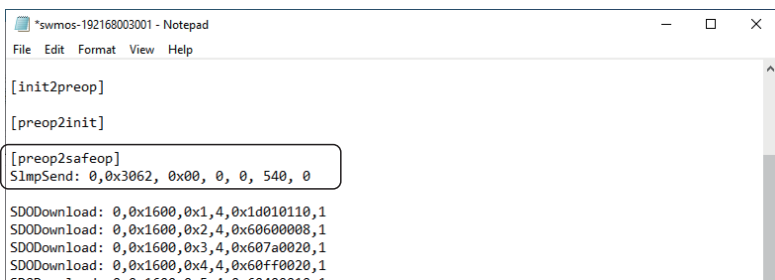 *swmos-192168003001 - Notepad
File Edit Format View Help
[init2preop]
[preop2init]
[preop2safeop]
SlmpSend: 0,0x3062, 0x00, 0, 0, 540, 0
SDODownload: 0,0x1600,0x1,4,0x1d010110,1
SDODownload: 0,0x1600,0x2,4,0x60600008,1
SDODownload: 0,0x1600,0x3,4,0x607a0020,1
SDODownload: 0,0x1600,0x4,4,0x60ff0020,1